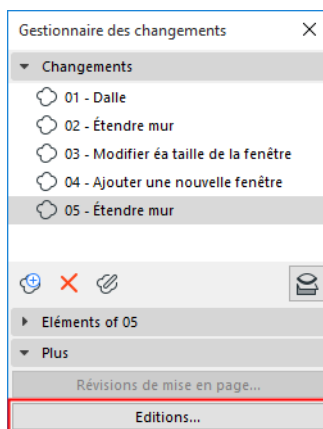 Gestionnaire des changements
Changements
01 - Dalle
02 - Étendre mur
03 - Modifier éa taille de la fenêtre
04 - Ajouter une nouvelle fenêtre
05 - Étendre mur
Eléments of 05
Plus
Révisions de mise en page...
Editions...